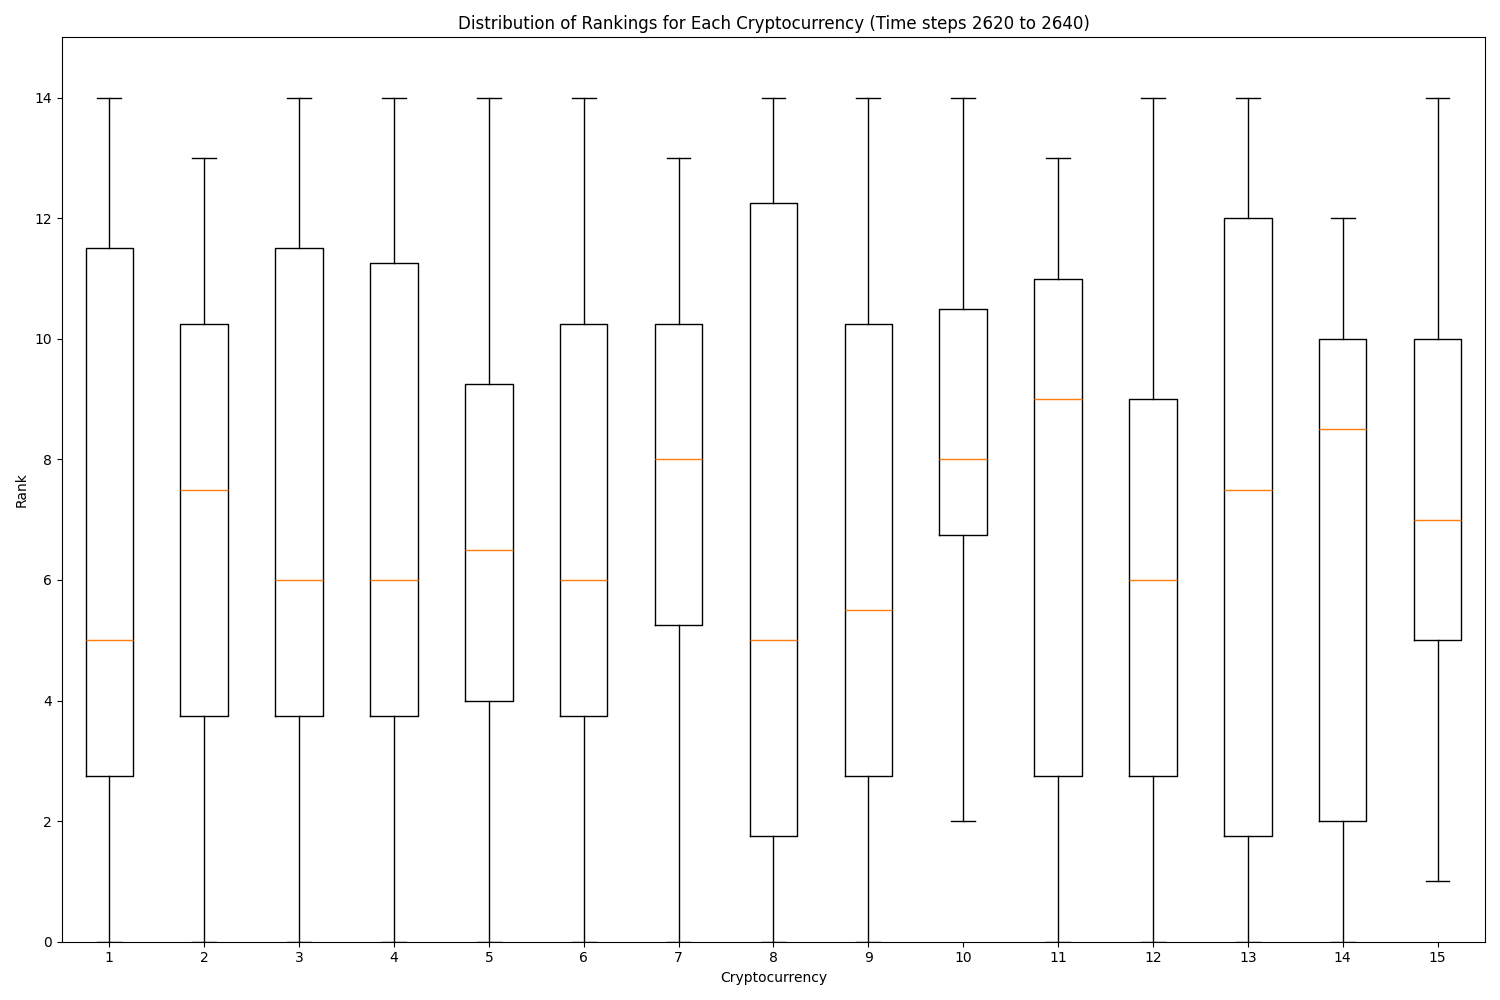 Distribution of Rankings for Each Cryptocurrency (Time steps 2620 to 2640)
14
12
10
8
6
4
2
0
Rank
1 2 3 4 5 6 7 8 9 10 11 12 13 14 15
Cryptocurrency